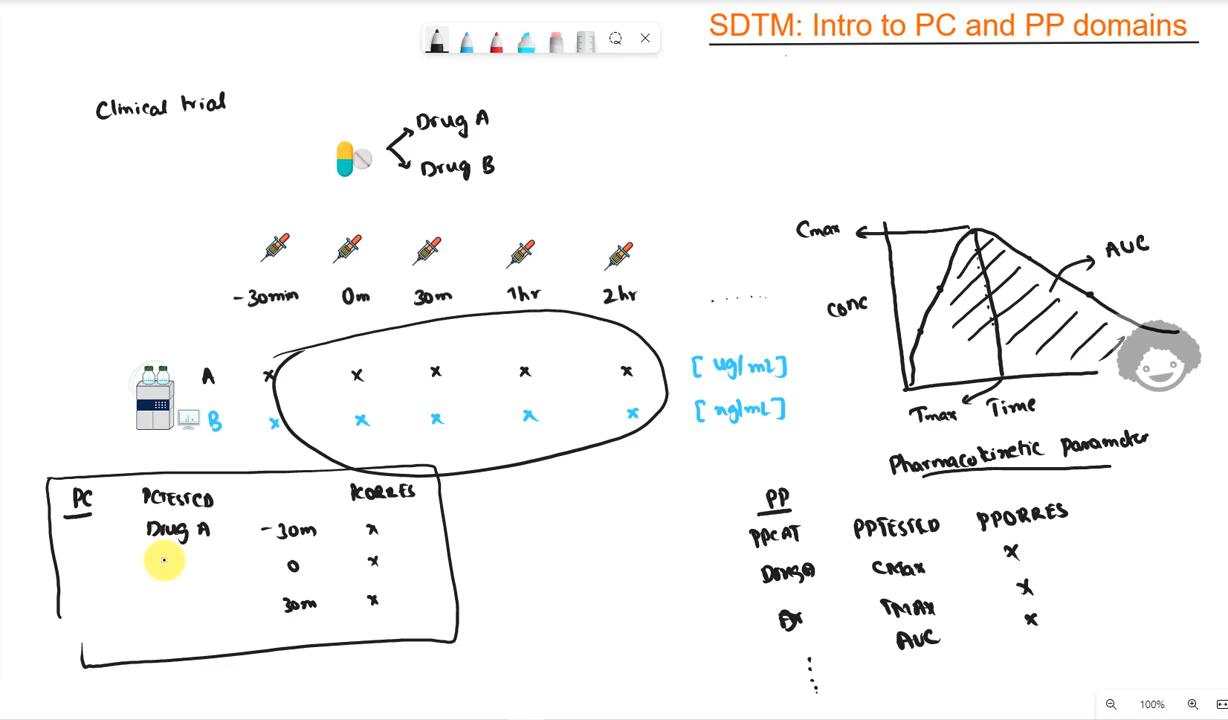 SDTM: Intro to PC and PP domains
Clinical trial
Drug A
Drug B
-30min 0m 30m 1hr 2hr . . . . . .
A x x x x x [ug/mL]
B x x x x x [ng/mL]
Cmax
AUC
Conc
Tmax Time
Pharmacokinetic parameter
PC PCTESTCD PCORRES
Drug A -30m x
0 x
30m x
PP
PPCAT PPTESTCD PPORRES
Drug A CMax x
TMAX x
AUC x
100%